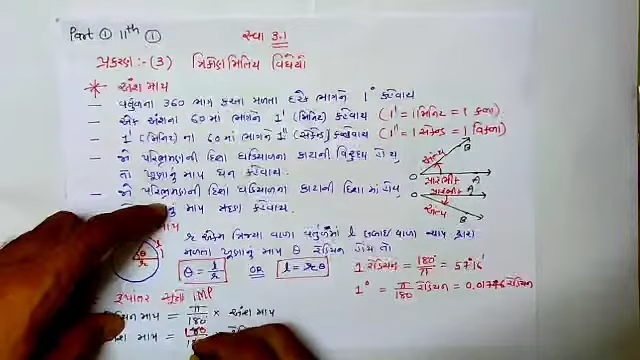 Part ① 11th ①
સ્વા 3.1
પ્રકરણ :- (3) ત્રિકોણમિતિય વિધેયો
* અંશ માપ
— વર્તુળના 360 ભાગ કરતા મળતા દરેક ભાગને 1° કહેવાય
— એક અંશના 60 માં ભાગને 1' (મિનિટ) કહેવાય (1' = 1 મિનિટ = 1 કળા)
— 1' (મિનિટ) ના 60 માં ભાગને 1" (સેકન્ડ) કહેવાય (1" = 1 સેકન્ડ = 1 વિકળા)
— જો પરિભ્રમણની દિશા ઘડિયાળના કાંટાની વિરુદ્ધ હોય
તો ખૂણાનું માપ ધન કહેવાય.
— જો પરિભ્રમણની દિશા ઘડિયાળના કાંટાની દિશામાં હોય
માપ કહેવાય.
અંત્ય B
O પ્રારંભિક A
O પ્રારંભિક A
અંત્ય B
માપ
r એકમ ત્રિજ્યા વાળા વર્તુળમાં l લંબાઈ વાળા ચાપ દ્વારા
મળતા ખૂણાનું માપ θ રેડિયન હોય તો
θ l r
θ = l/r OR l = rθ
1 રેડિયન = 180°/π = 57°16'
1° = π/180 રેડિયન = 0.01746 રેડિયન
રૂપાંતર સૂત્રો IMP
માપ = π/180 × અંશ માપ
માપ = 180